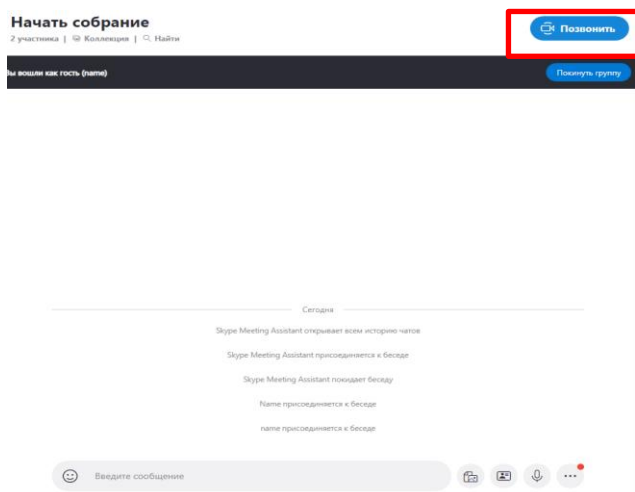 Начать собрание
Позвонить
2 участника | Коллекция | Найти
Вы вошли как гость (name)
Покинуть группу
Сегодня
Skype Meeting Assistant открывает всем историю чатов
Skype Meeting Assistant присоединяется к беседе
Skype Meeting Assistant покидает беседу
Name присоединяется к беседе
name присоединяется к беседе
Введите сообщение